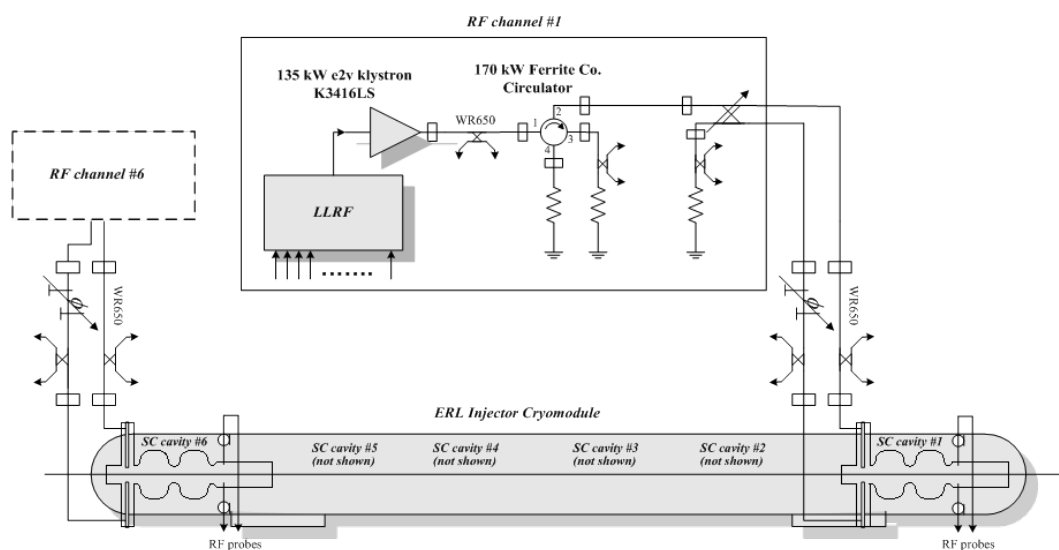 RF channel #1
135 kW e2v klystron
K3416LS
170 kW Ferrite Co.
Circulator
WR650
1
2
3
4
LLRF
RF channel #6
WR650
φ
WR650
φ
ERL Injector Cryomodule
SC cavity #6
SC cavity #5
(not shown)
SC cavity #4
(not shown)
SC cavity #3
(not shown)
SC cavity #2
(not shown)
SC cavity #1
RF probes
RF probes